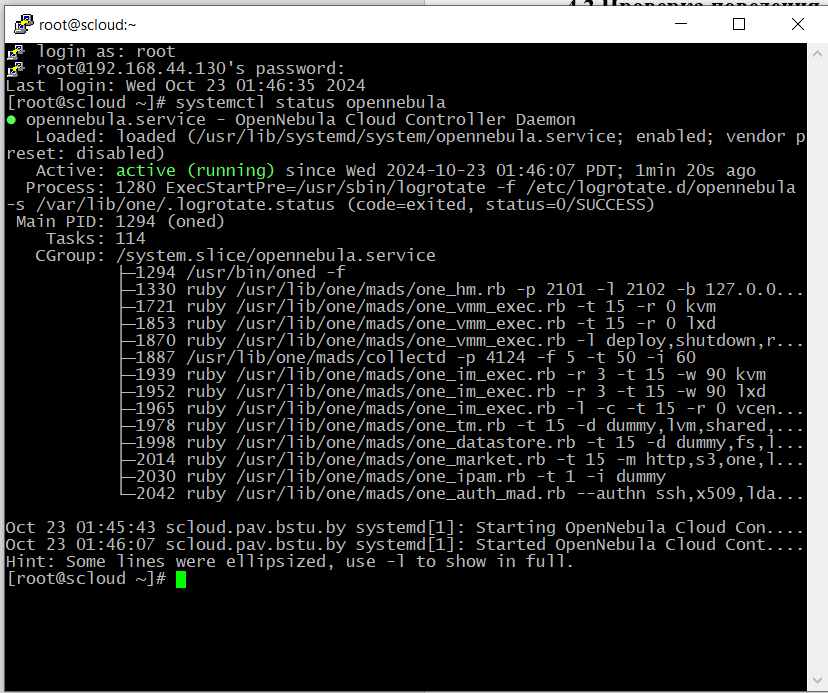 4.2 Проверка поведения
root@scloud:~
login as: root
root@192.168.44.130's password:
Last login: Wed Oct 23 01:46:35 2024
[root@scloud ~]# systemctl status opennebula
● opennebula.service - OpenNebula Cloud Controller Daemon
   Loaded: loaded (/usr/lib/systemd/system/opennebula.service; enabled; vendor p
reset: disabled)
   Active: active (running) since Wed 2024-10-23 01:46:07 PDT; 1min 20s ago
  Process: 1280 ExecStartPre=/usr/sbin/logrotate -f /etc/logrotate.d/opennebula
-s /var/lib/one/.logrotate.status (code=exited, status=0/SUCCESS)
 Main PID: 1294 (oned)
    Tasks: 114
   CGroup: /system.slice/opennebula.service
           ├─1294 /usr/bin/oned -f
           ├─1330 ruby /usr/lib/one/mads/one_hm.rb -p 2101 -l 2102 -b 127.0.0...
           ├─1721 ruby /usr/lib/one/mads/one_vmm_exec.rb -t 15 -r 0 kvm
           ├─1853 ruby /usr/lib/one/mads/one_vmm_exec.rb -t 15 -r 0 lxd
           ├─1870 ruby /usr/lib/one/mads/one_vmm_exec.rb -l deploy,shutdown,r...
           ├─1887 /usr/lib/one/mads/collectd -p 4124 -f 5 -t 50 -i 60
           ├─1939 ruby /usr/lib/one/mads/one_im_exec.rb -r 3 -t 15 -w 90 kvm
           ├─1952 ruby /usr/lib/one/mads/one_im_exec.rb -r 3 -t 15 -w 90 lxd
           ├─1965 ruby /usr/lib/one/mads/one_im_exec.rb -l -c -t 15 -r 0 vcen...
           ├─1978 ruby /usr/lib/one/mads/one_tm.rb -t 15 -d dummy,lvm,shared,...
           ├─1998 ruby /usr/lib/one/mads/one_datastore.rb -t 15 -d dummy,fs,l...
           ├─2014 ruby /usr/lib/one/mads/one_market.rb -t 15 -m http,s3,one,l...
           ├─2030 ruby /usr/lib/one/mads/one_ipam.rb -t 1 -i dummy
           └─2042 ruby /usr/lib/one/mads/one_auth_mad.rb --authn ssh,x509,lda...
Oct 23 01:45:43 scloud.pav.bstu.by systemd[1]: Starting OpenNebula Cloud Con....
Oct 23 01:46:07 scloud.pav.bstu.by systemd[1]: Started OpenNebula Cloud Cont....
Hint: Some lines were ellipsized, use -l to show in full.
[root@scloud ~]#